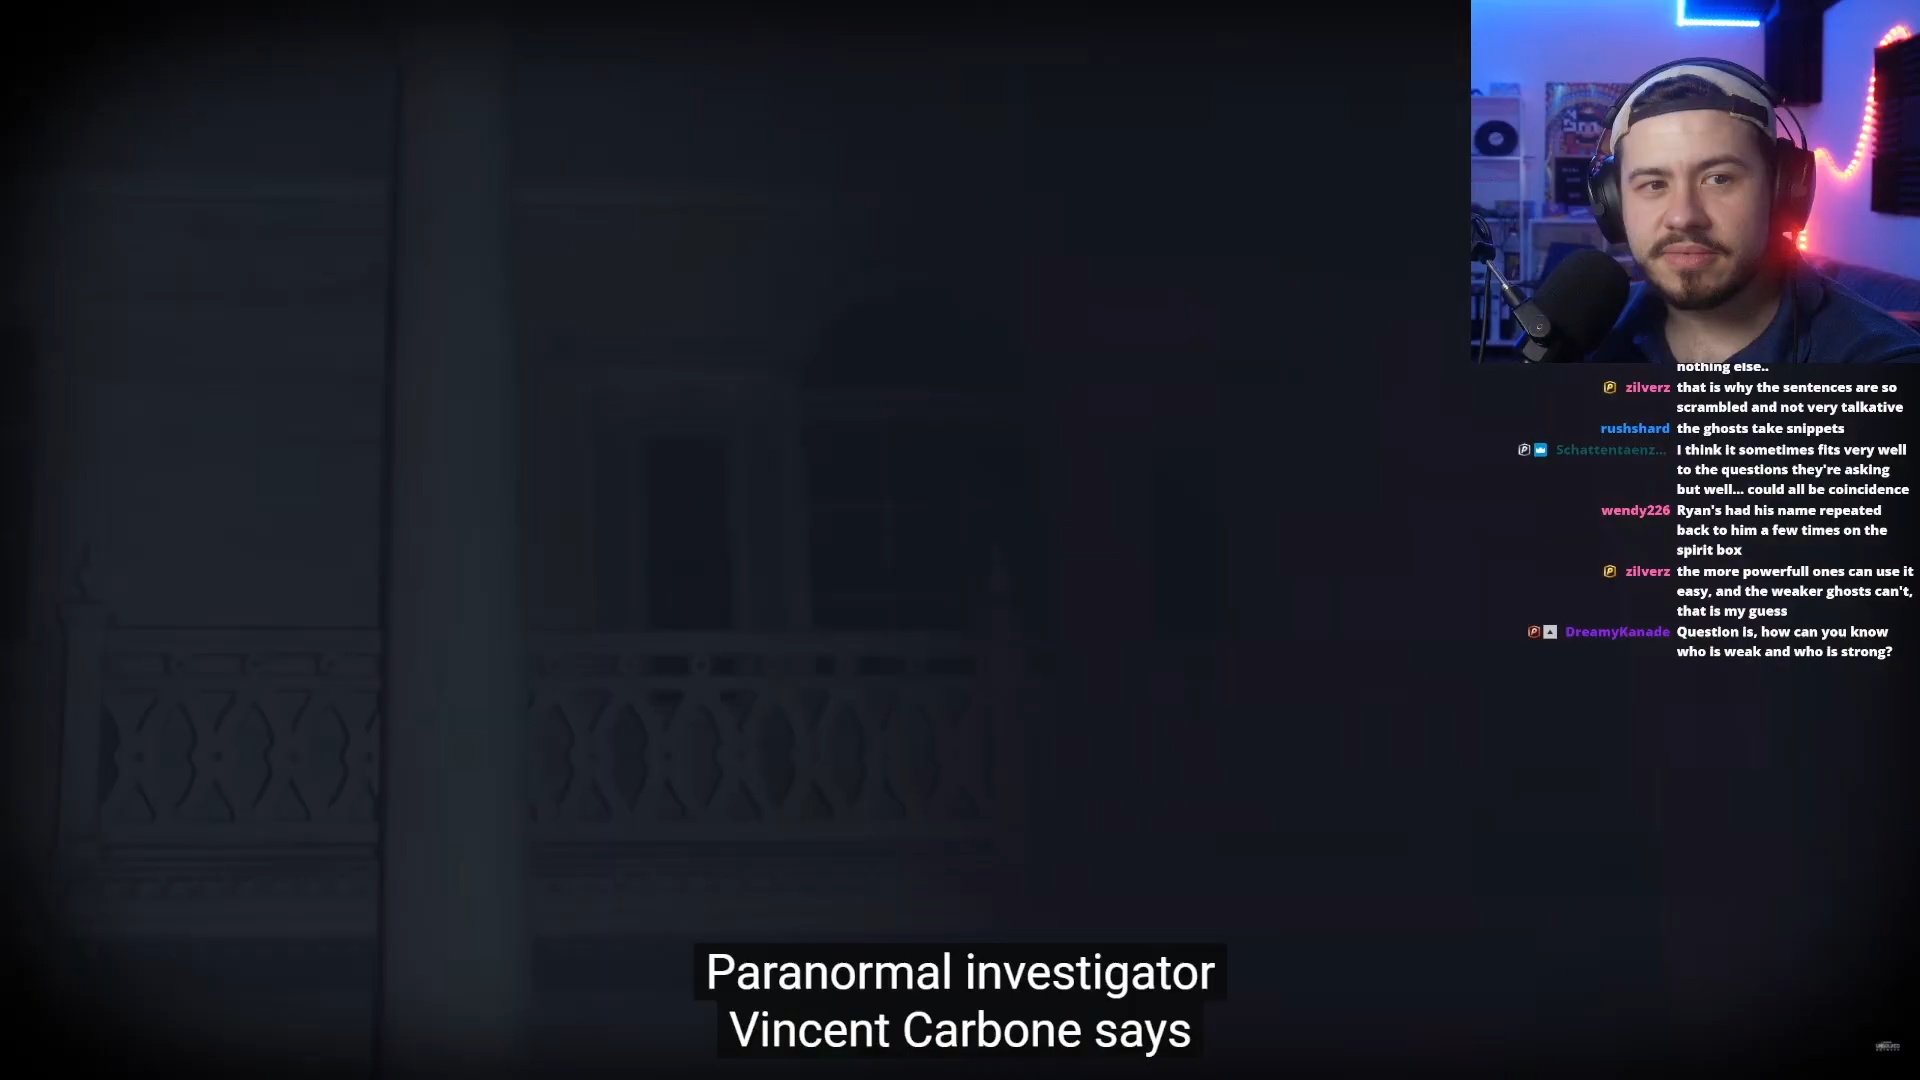 nothing else..
zilverz that is why the sentences are so
scrambled and not very talkative
rushshard the ghosts take snippets
Schattentaenz... I think it sometimes fits very well
to the questions they're asking
but well... could all be coincidence
wendy226 Ryan's had his name repeated
back to him a few times on the
spirit box
zilverz the more powerfull ones can use it
easy, and the weaker ghosts can't,
that is my guess
DreamyKanade Question is, how can you know
who is weak and who is strong?
Paranormal investigator
Vincent Carbone says